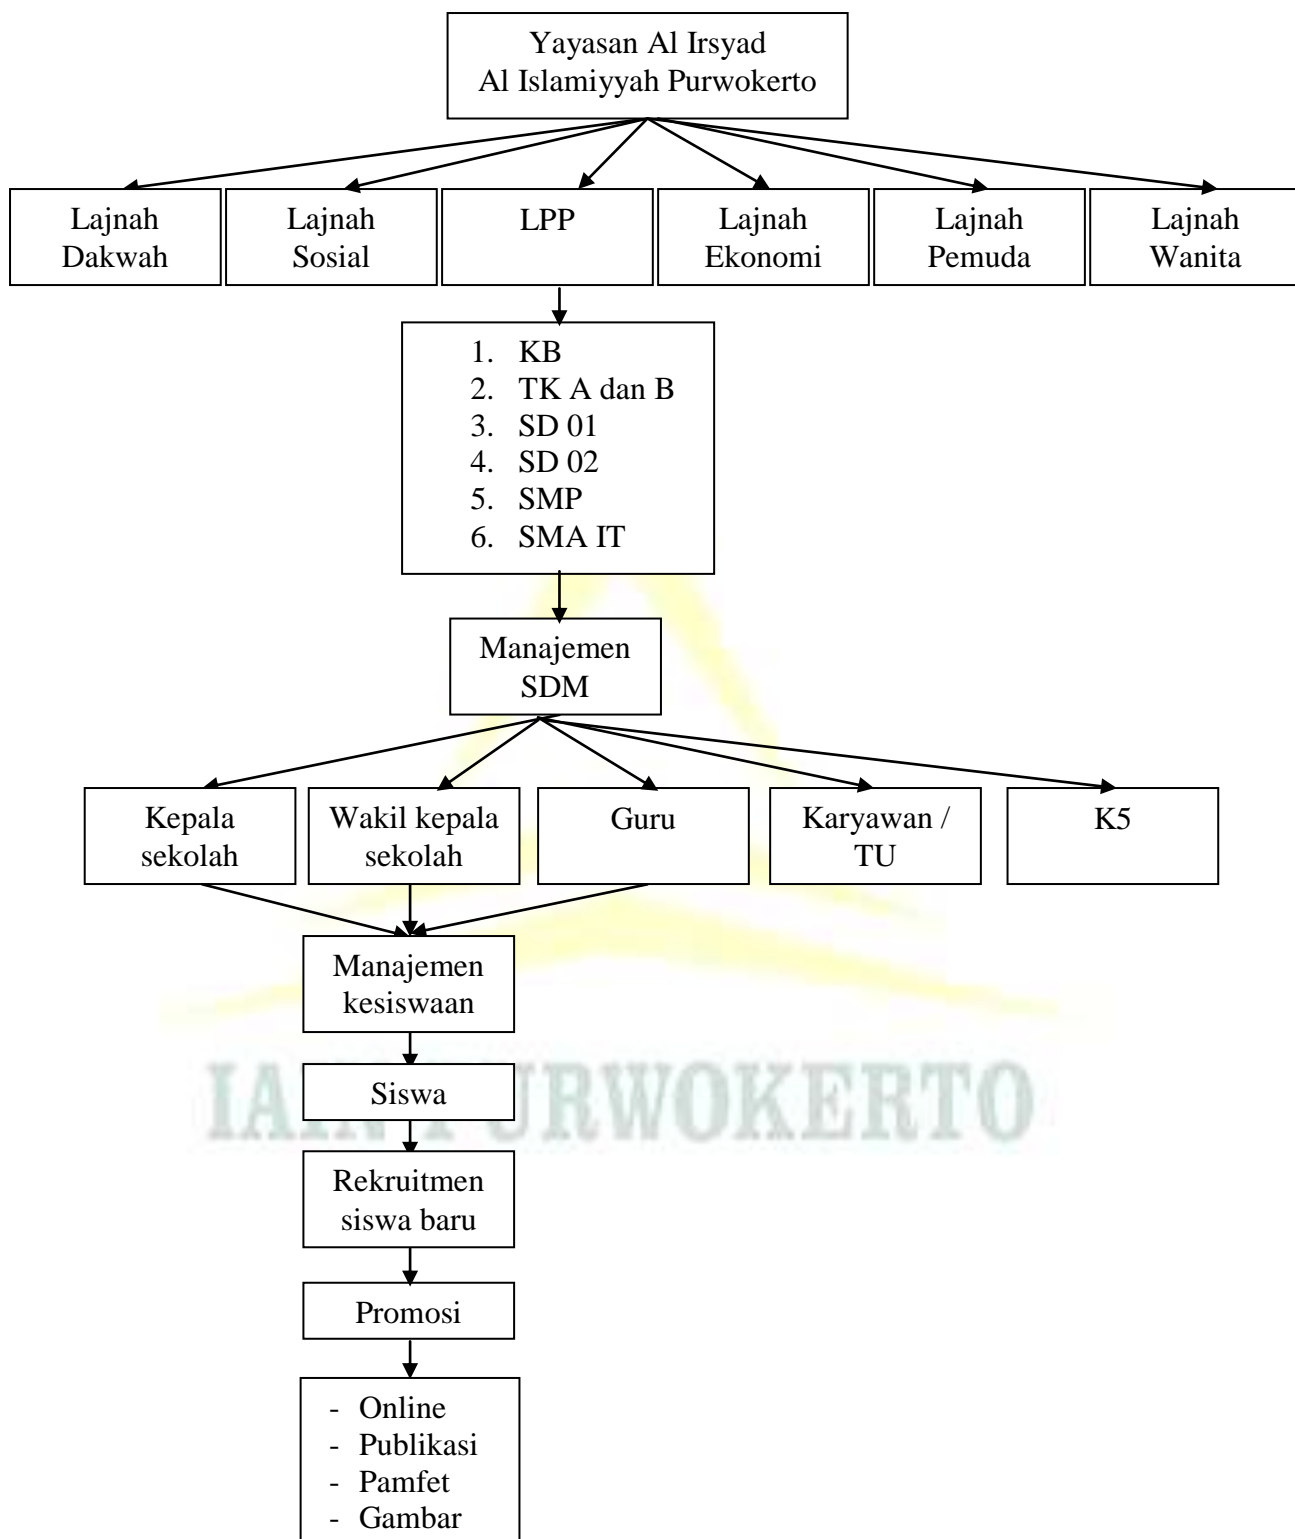 Yayasan Al Irsyad
Al Islamiyyah Purwokerto
Lajnah
Dakwah
Lajnah
Sosial
LPP
Lajnah
Ekonomi
Lajnah
Pemuda
Lajnah
Wanita
1. KB
2. TK A dan B
3. SD 01
4. SD 02
5. SMP
6. SMA IT
Manajemen
SDM
Kepala
sekolah
Wakil kepala
sekolah
Guru
Karyawan /
TU
K5
Manajemen
kesiswaan
Siswa
IAIN PURWOKERTO
Rekruitmen
siswa baru
Promosi
- Online
- Publikasi
- Pamfet
- Gambar